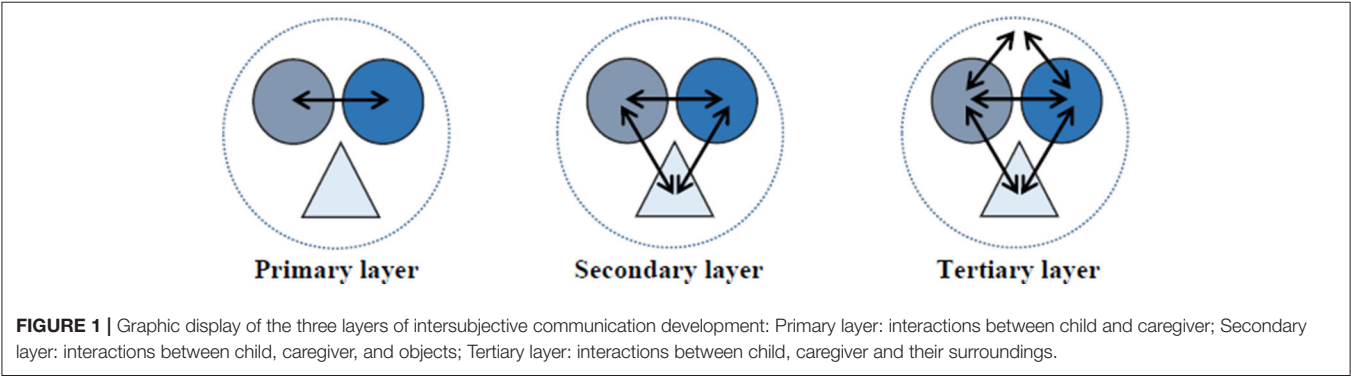 Primary layer
Secondary layer
Tertiary layer
FIGURE 1 | Graphic display of the three layers of intersubjective communication development: Primary layer: interactions between child and caregiver; Secondary
layer: interactions between child, caregiver, and objects; Tertiary layer: interactions between child, caregiver and their surroundings.